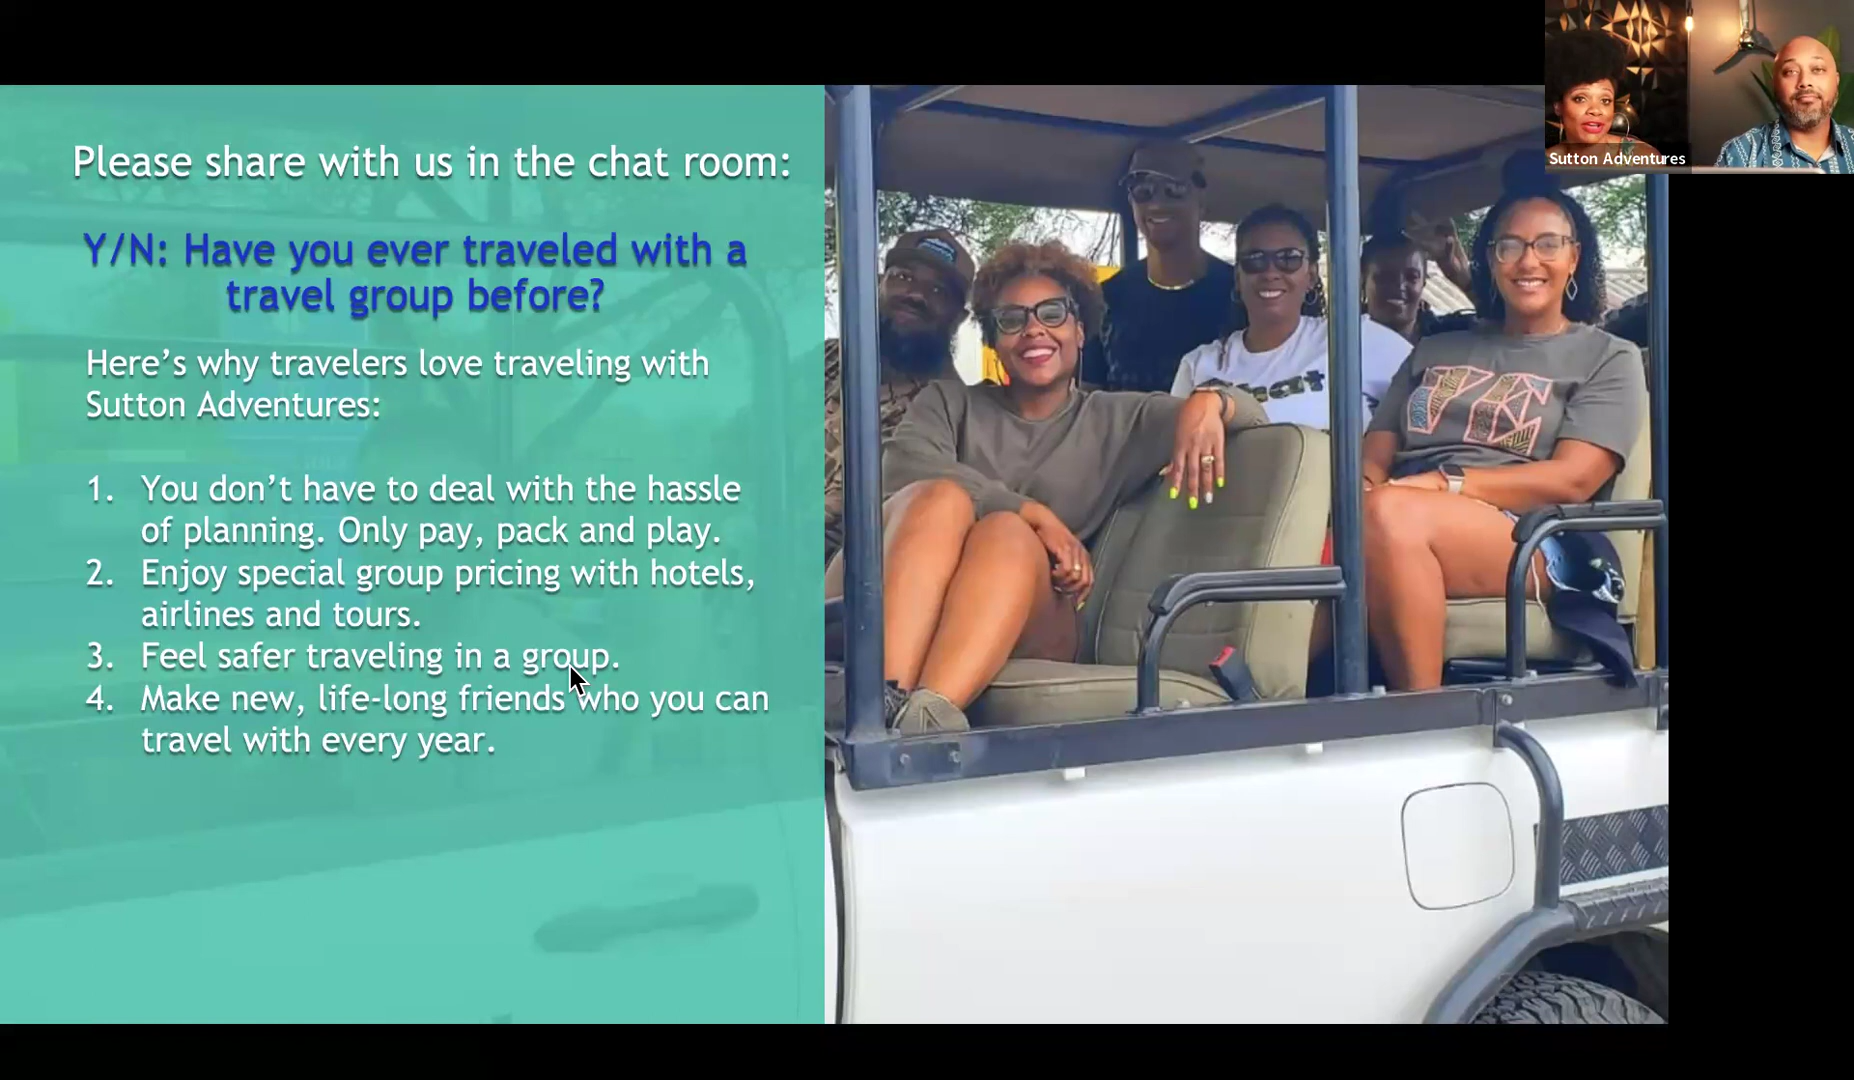 Please share with us in the chat room:
Y/N: Have you ever traveled with a
travel group before?
Here’s why travelers love traveling with
Sutton Adventures:
1. You don’t have to deal with the hassle
of planning. Only pay, pack and play.
2. Enjoy special group pricing with hotels,
airlines and tours.
3. Feel safer traveling in a group.
4. Make new, life-long friends who you can
travel with every year.
Sutton Adventures